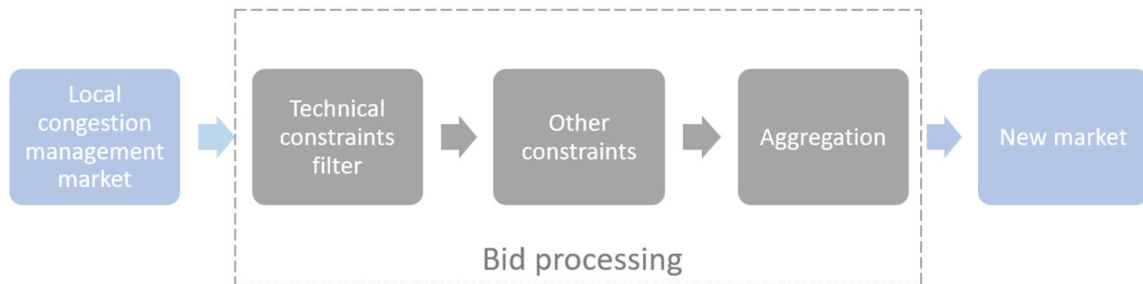 Local
congestion
management
market
Technical
constraints
filter
Other
constraints
Aggregation
New market
Bid processing